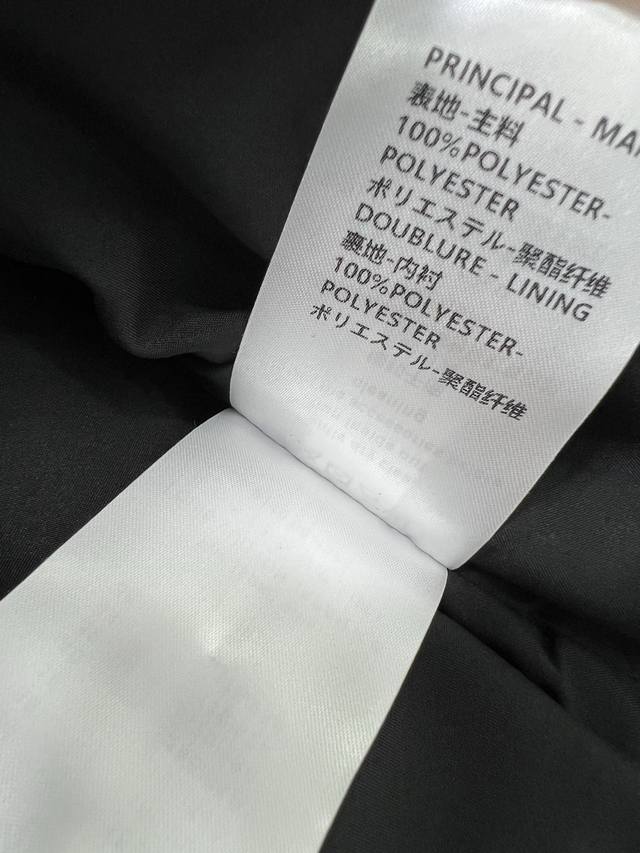 PRINCIPAL - MA
表地-主料
100%POLYESTER-
POLYESTER
ポリエステル-聚酯纤维
DOUBLURE - LINING
裏地-内衬
100%POLYESTER-
POLYESTER
ポリエステル-聚酯纤维